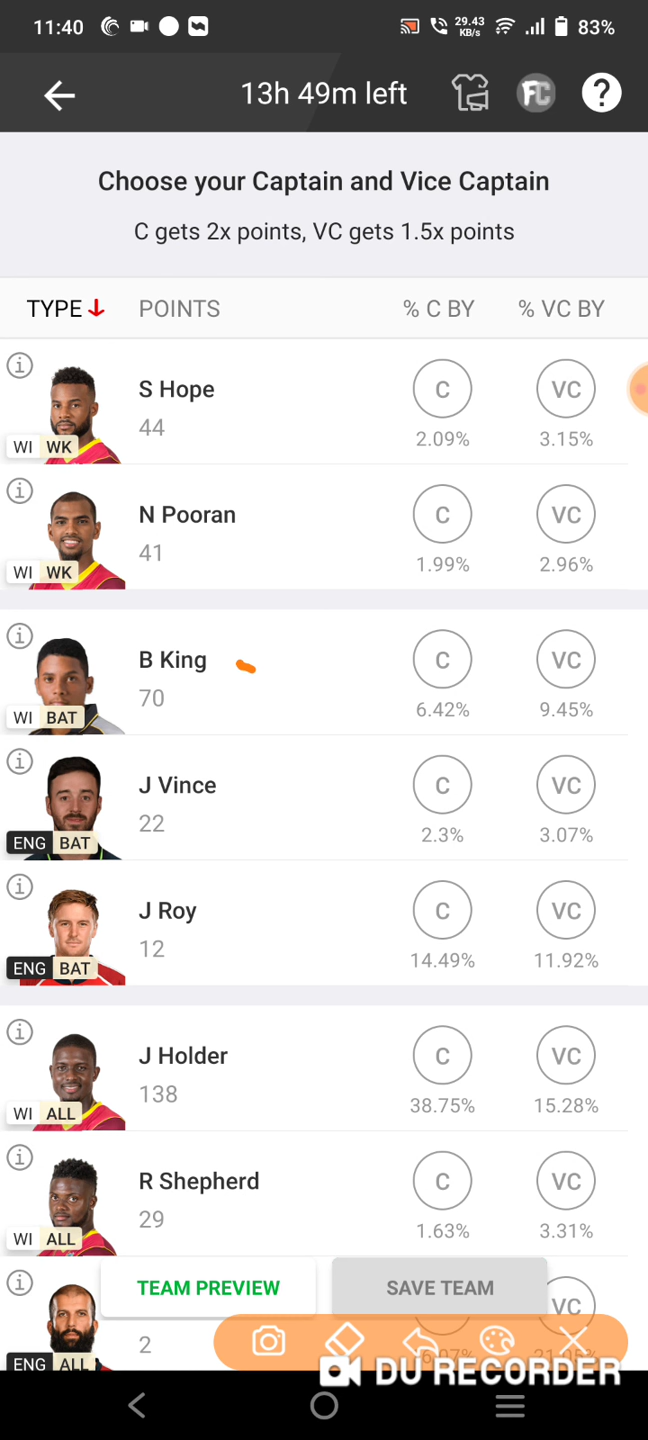 11:40 29.43 KB/s 83%
13h 49m left FC ?
Choose your Captain and Vice Captain
C gets 2x points, VC gets 1.5x points
TYPE POINTS % C BY % VC BY
S Hope C VC
44 2.09% 3.15%
WI WK
N Pooran C VC
41 1.99% 2.96%
WI WK
B King C VC
70 6.42% 9.45%
WI BAT
J Vince C VC
22 2.3% 3.07%
ENG BAT
J Roy C VC
12 14.49% 11.92%
ENG BAT
J Holder C VC
138 38.75% 15.28%
WI ALL
R Shepherd C VC
29 1.63% 3.31%
WI ALL
TEAM PREVIEW SAVE TEAM VC
2
ENG ALL
DU RECORDER